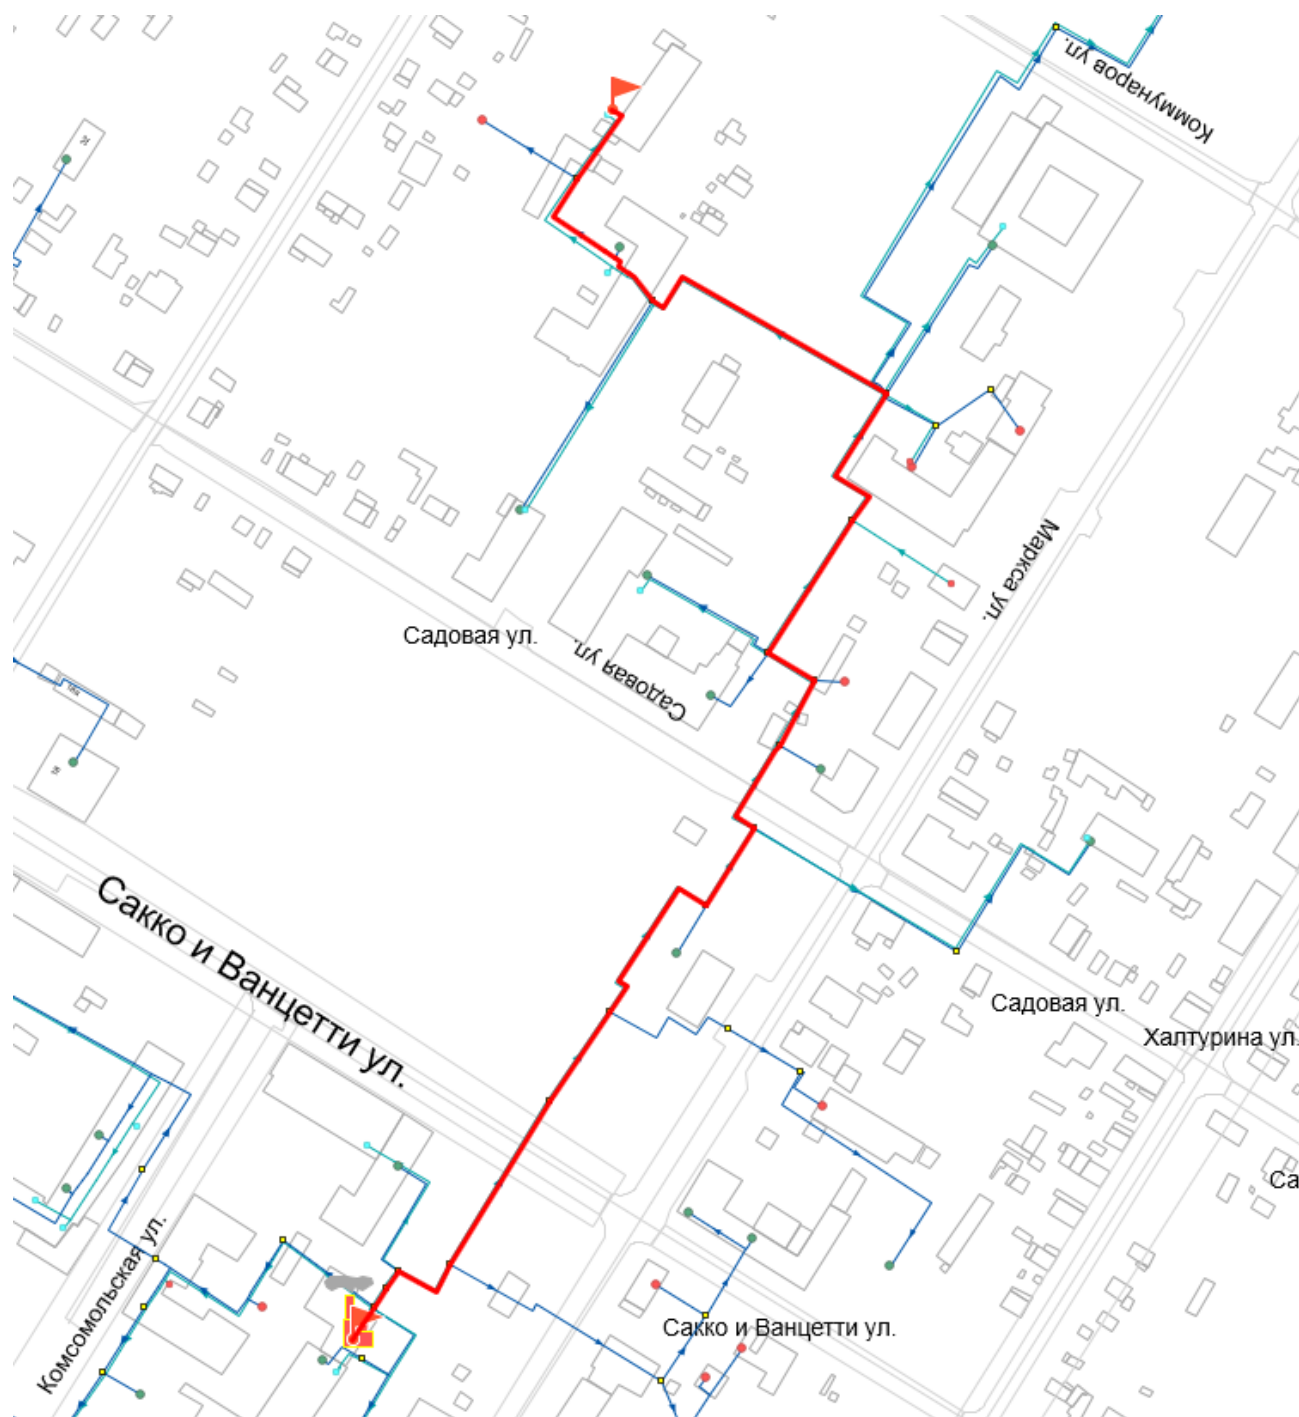 Коммунаров ул.
Маркса ул.
Садовая ул.
Садовая ул.
Сакко и Ванцетти ул.
Садовая ул.
Халтурина ул.
Са
Комсомольская ул.
Сакко и Ванцетти ул.